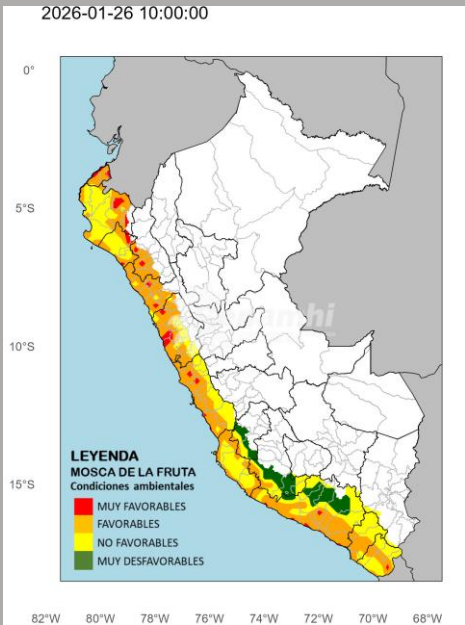 2026-01-26 10:00:00
0°
5°S
10°S
15°S
LEYENDA
MOSCA DE LA FRUTA
Condiciones ambientales
MUY FAVORABLES
FAVORABLES
NO FAVORABLES
MUY DESFAVORABLES
82°W 80°W 78°W 76°W 74°W 72°W 70°W 68°W